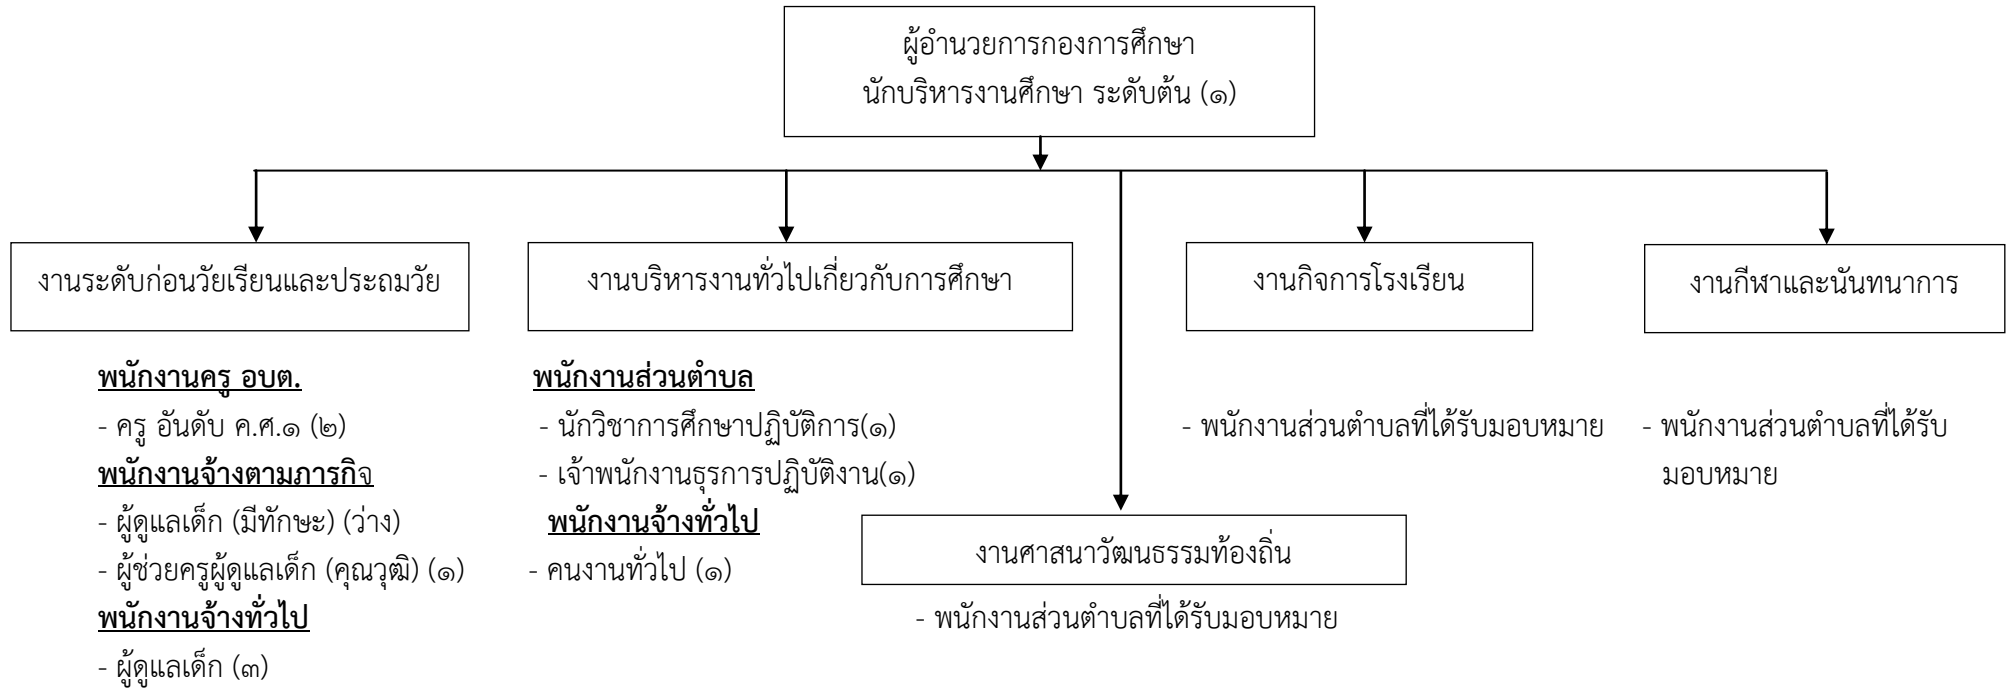 ผู้อำนวยการกองการศึกษา
นักบริหารงานศึกษา ระดับต้น (๑)
งานระดับก่อนวัยเรียนและประถมวัย
พนักงานครู อบต.
- ครู อันดับ ค.ศ.๑ (๒)
พนักงานจ้างตามภารกิจ
- ผู้ดูแลเด็ก (มีทักษะ) (ว่าง)
- ผู้ช่วยครูผู้ดูแลเด็ก (คุณวุฒิ) (๑)
พนักงานจ้างทั่วไป
- ผู้ดูแลเด็ก (๓)
งานบริหารงานทั่วไปเกี่ยวกับการศึกษา
พนักงานส่วนตำบล
- นักวิชาการศึกษาปฏิบัติการ(๑)
- เจ้าพนักงานธุรการปฏิบัติงาน(๑)
พนักงานจ้างทั่วไป
- คนงานทั่วไป (๑)
งานศาสนาวัฒนธรรมท้องถิ่น
- พนักงานส่วนตำบลที่ได้รับมอบหมาย
งานกิจการโรงเรียน
- พนักงานส่วนตำบลที่ได้รับมอบหมาย
งานกีฬาและนันทนาการ
- พนักงานส่วนตำบลที่ได้รับ
มอบหมาย